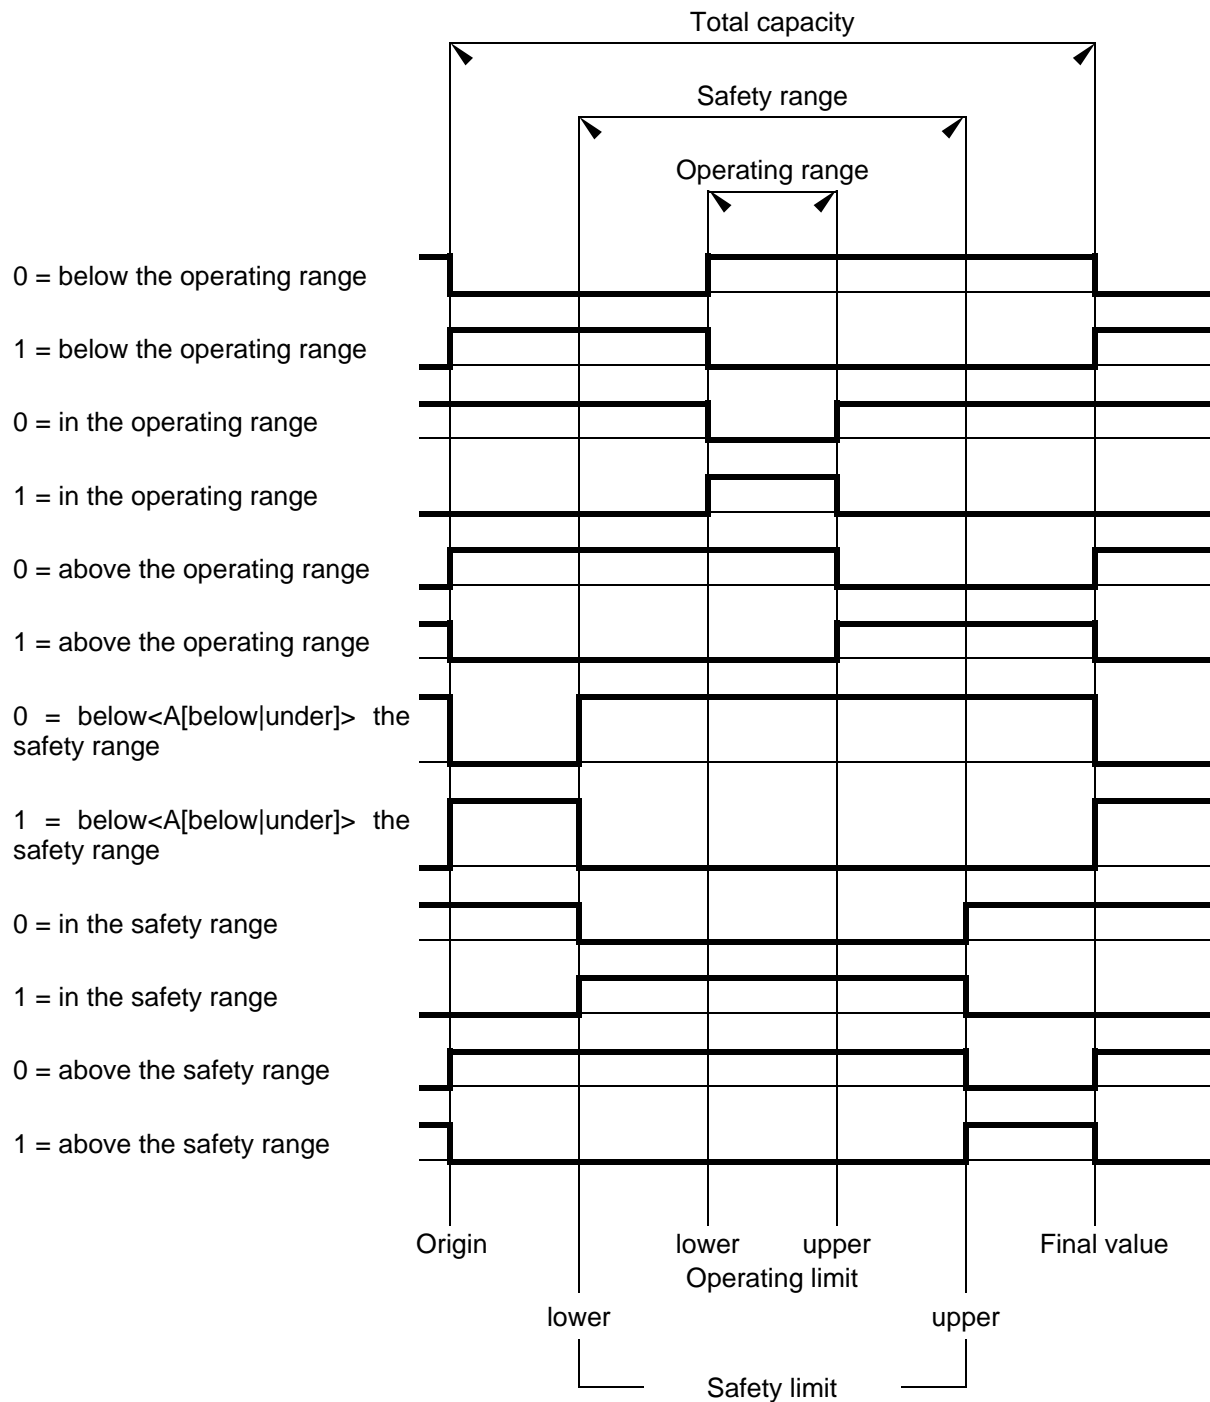 Total capacity
Safety range
Operating range
0 = below the operating range
1 = below the operating range
0 = in the operating range
1 = in the operating range
0 = above the operating range
1 = above the operating range
0 = below<A[below|under]> the
safety range
1 = below<A[below|under]> the
safety range
0 = in the safety range
1 = in the safety range
0 = above the safety range
1 = above the safety range
Origin lower upper Final value
Operating limit
lower upper
Safety limit